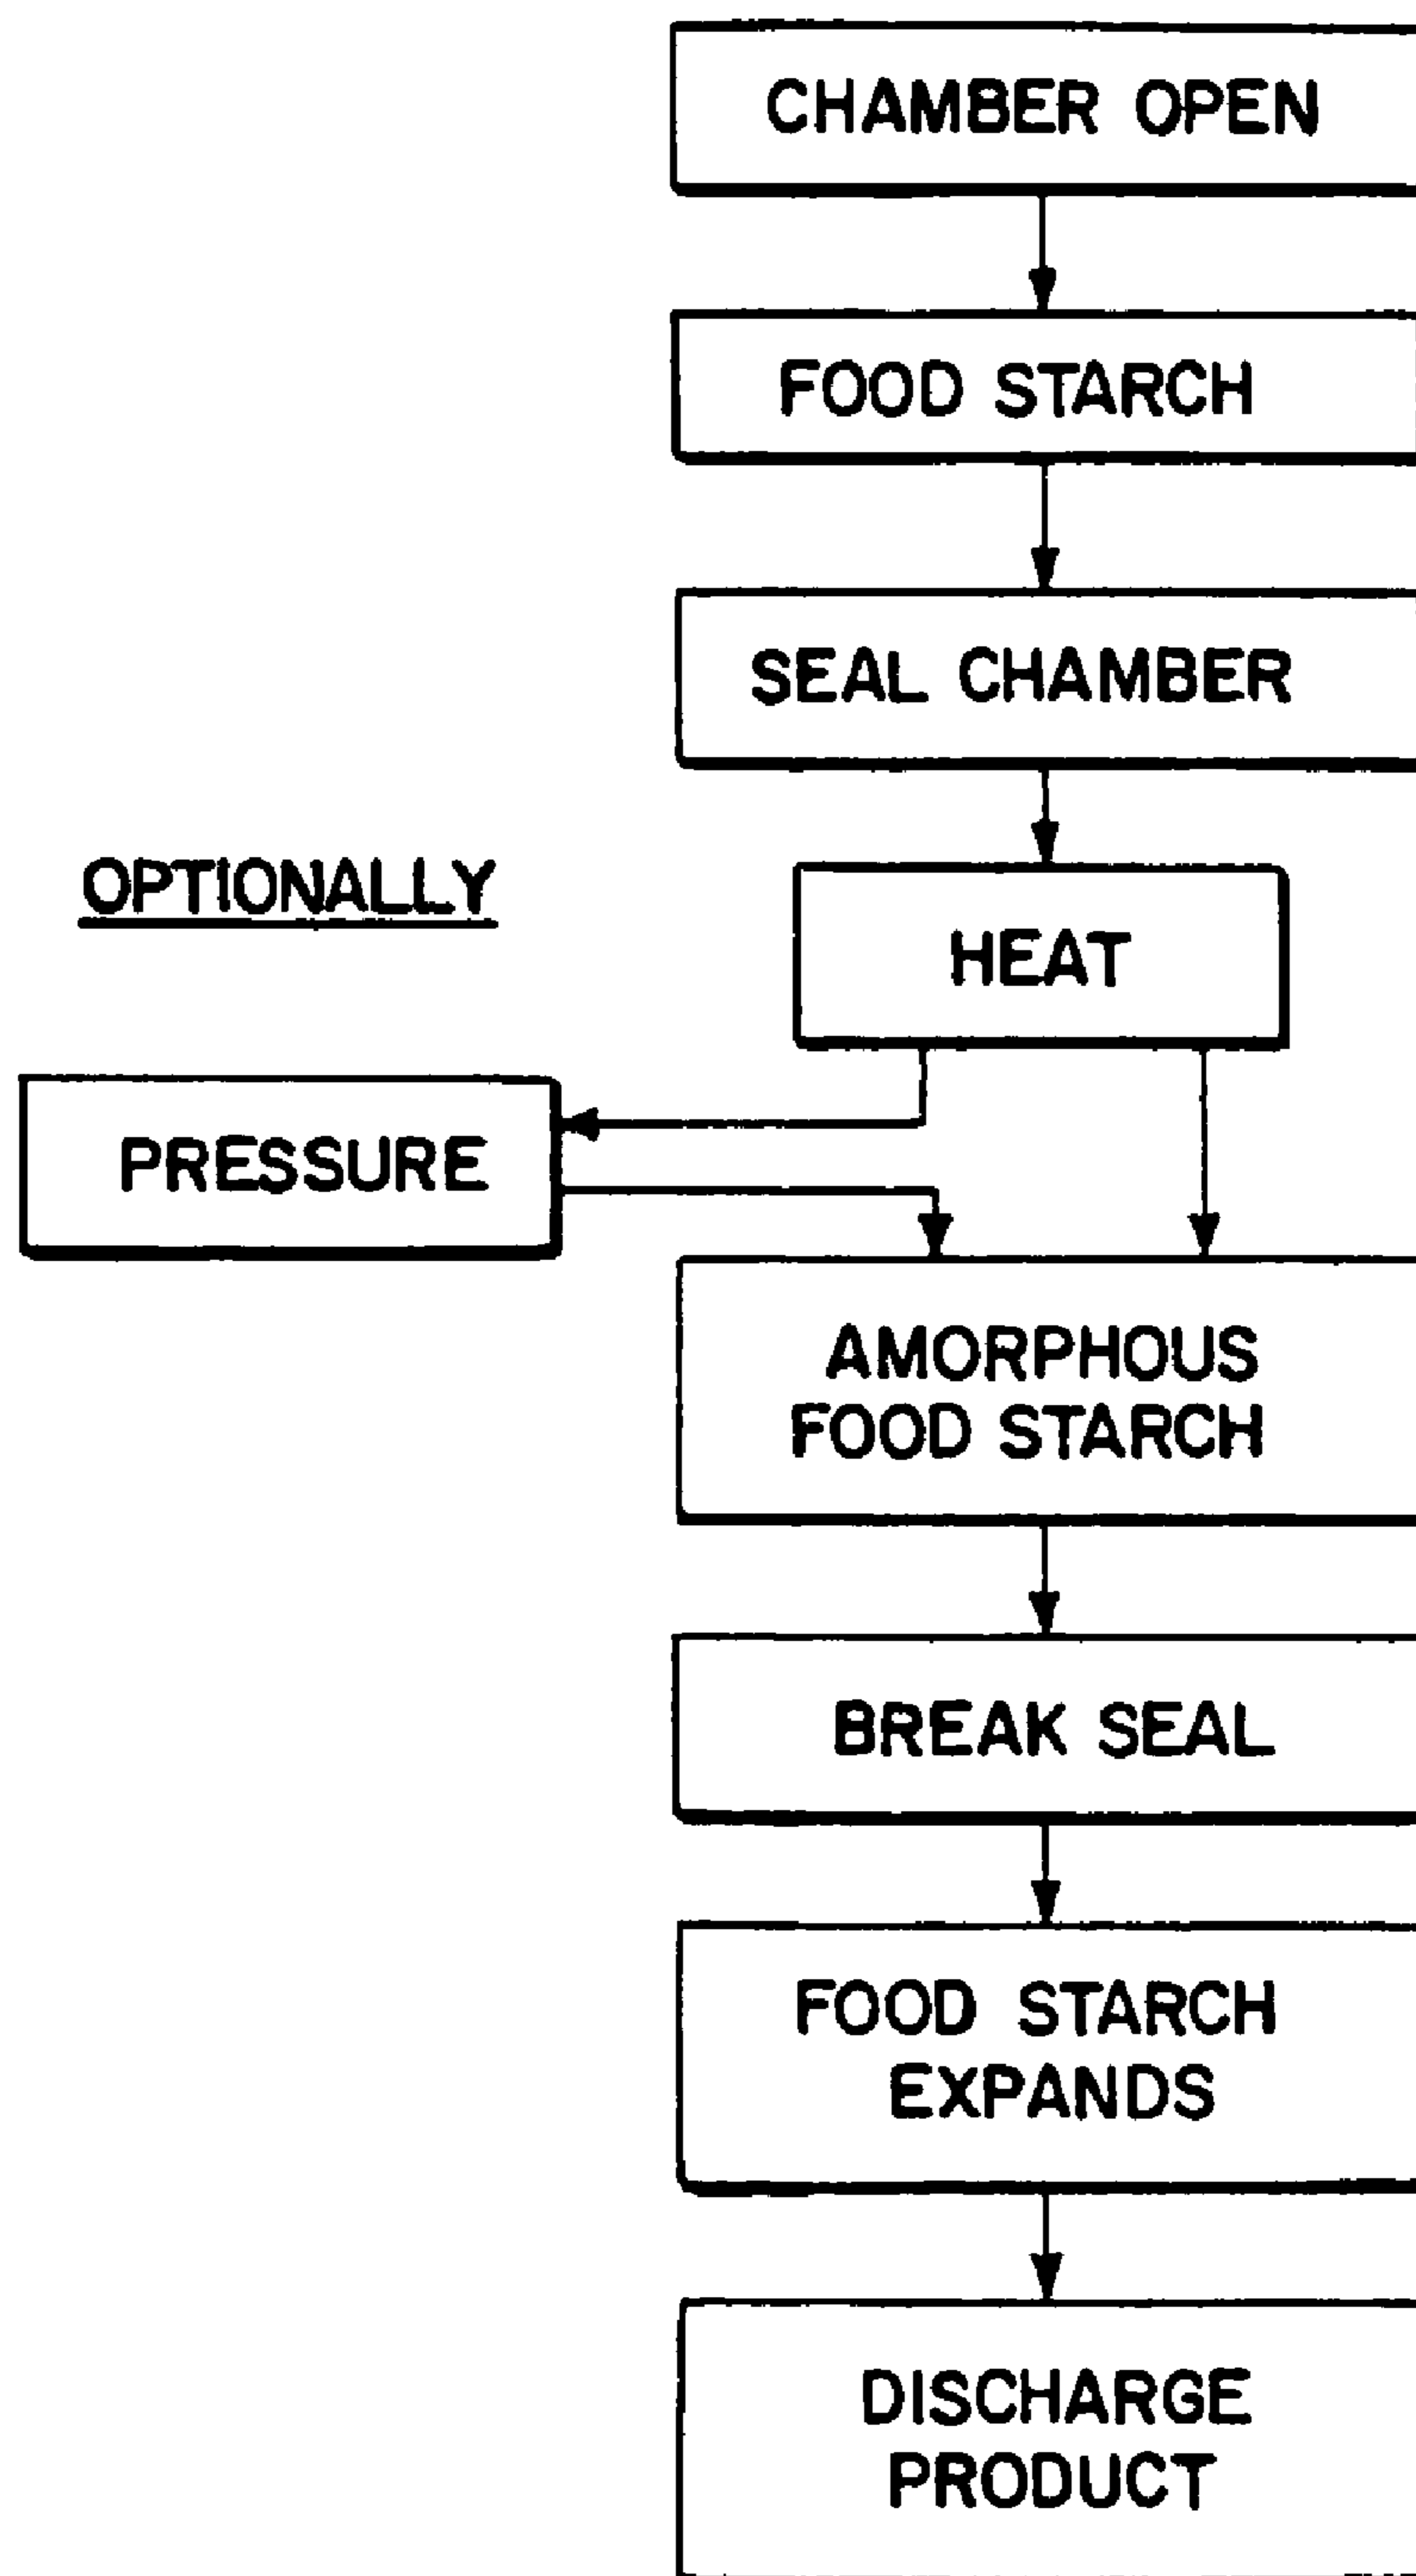 CHAMBER OPEN
FOOD STARCH
SEAL CHAMBER
OPTIONALLY
HEAT
PRESSURE
AMORPHOUS
FOOD STARCH
BREAK SEAL
FOOD STARCH
EXPANDS
DISCHARGE
PRODUCT